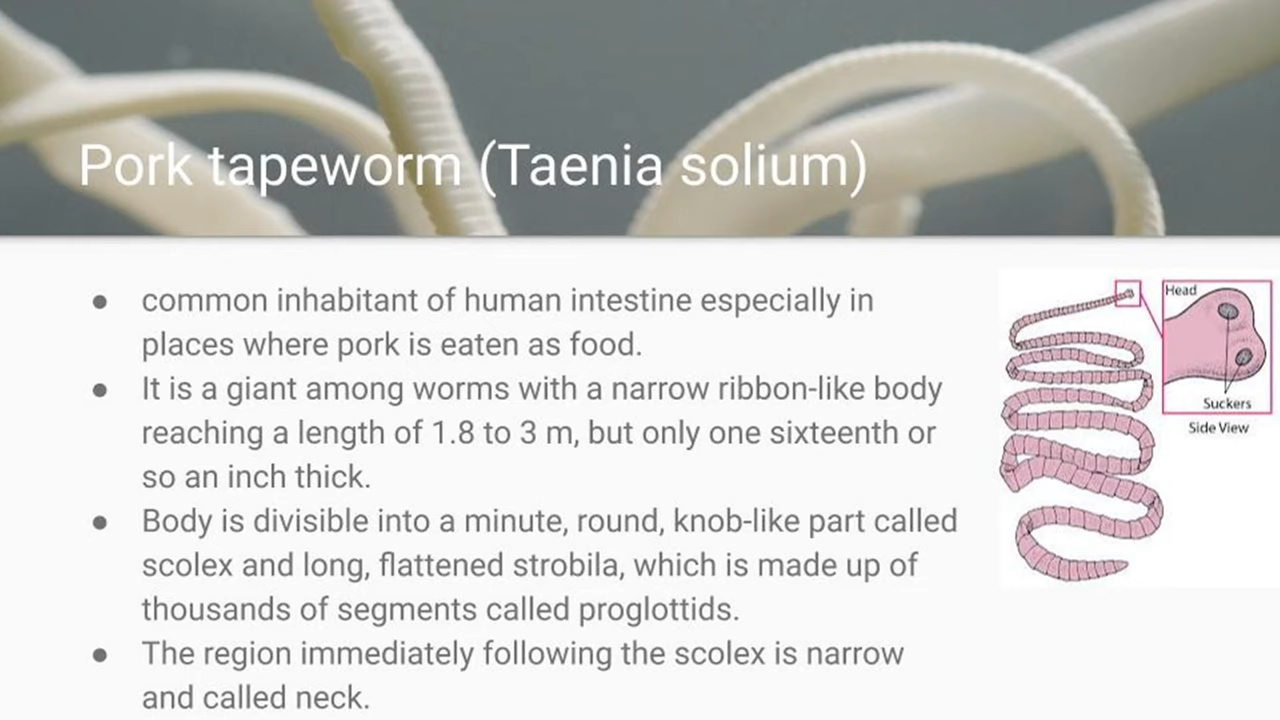 Pork tapeworm (Taenia solium)
● common inhabitant of human intestine especially in
places where pork is eaten as food.
● It is a giant among worms with a narrow ribbon-like body
reaching a length of 1.8 to 3 m, but only one sixteenth or
so an inch thick.
● Body is divisible into a minute, round, knob-like part called
scolex and long, flattened strobila, which is made up of
thousands of segments called proglottids.
● The region immediately following the scolex is narrow
and called neck.
Head
Suckers
Side View